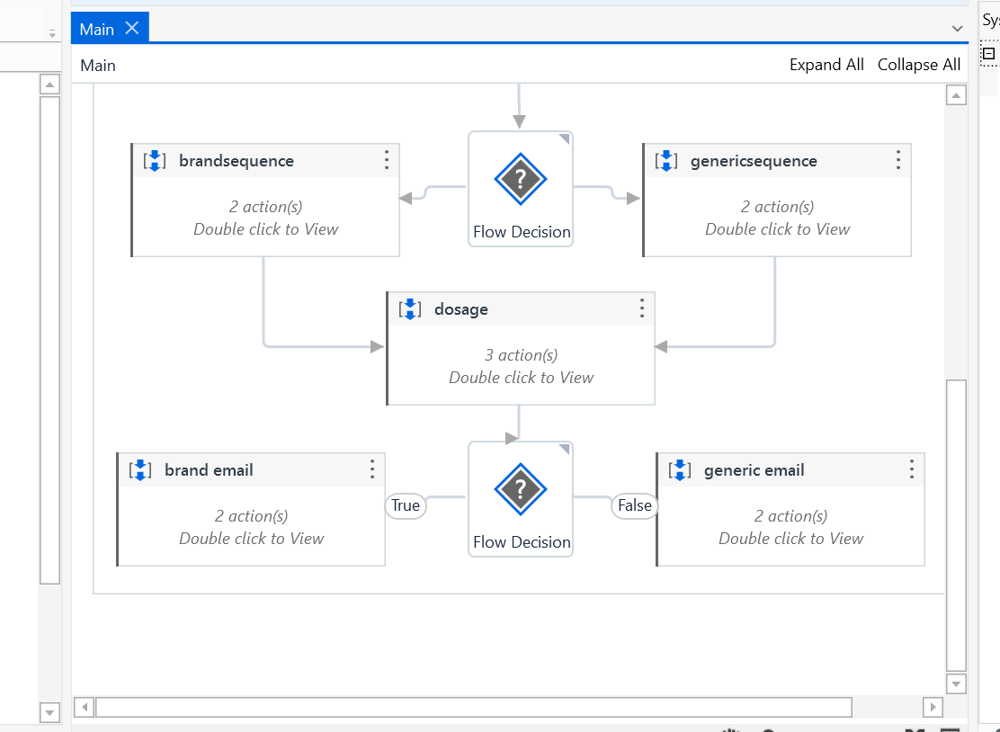 Main
Sys
Main
Expand All Collapse All
brandsequence
2 action(s)
Double click to View
?
Flow Decision
genericsequence
2 action(s)
Double click to View
dosage
3 action(s)
Double click to View
brand email
2 action(s)
Double click to View
True
?
Flow Decision
False
generic email
2 action(s)
Double click to View